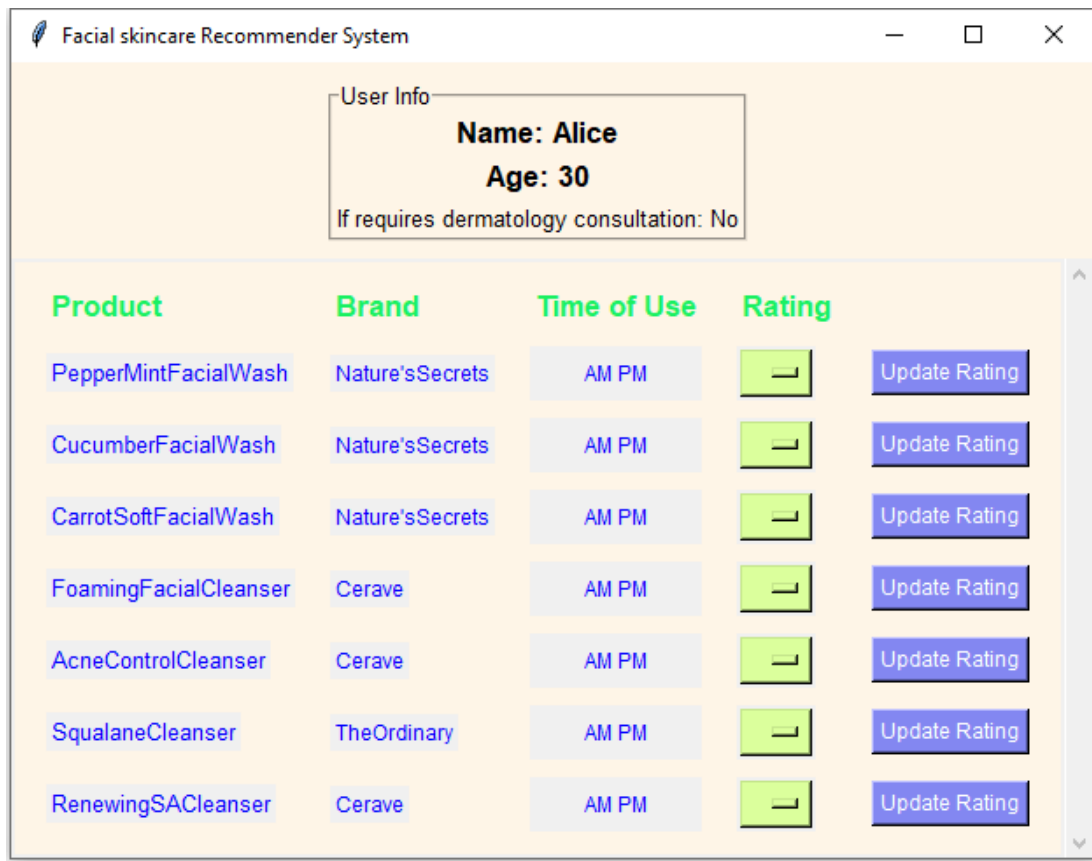 Facial skincare Recommender System
User Info
Name: Alice
Age: 30
If requires dermatology consultation: No
Product Brand Time of Use Rating
PepperMintFacialWash Nature'sSecrets AM PM Update Rating
CucumberFacialWash Nature'sSecrets AM PM Update Rating
CarrotSoftFacialWash Nature'sSecrets AM PM Update Rating
FoamingFacialCleanser Cerave AM PM Update Rating
AcneControlCleanser Cerave AM PM Update Rating
SqualaneCleanser TheOrdinary AM PM Update Rating
RenewingSACleanser Cerave AM PM Update Rating